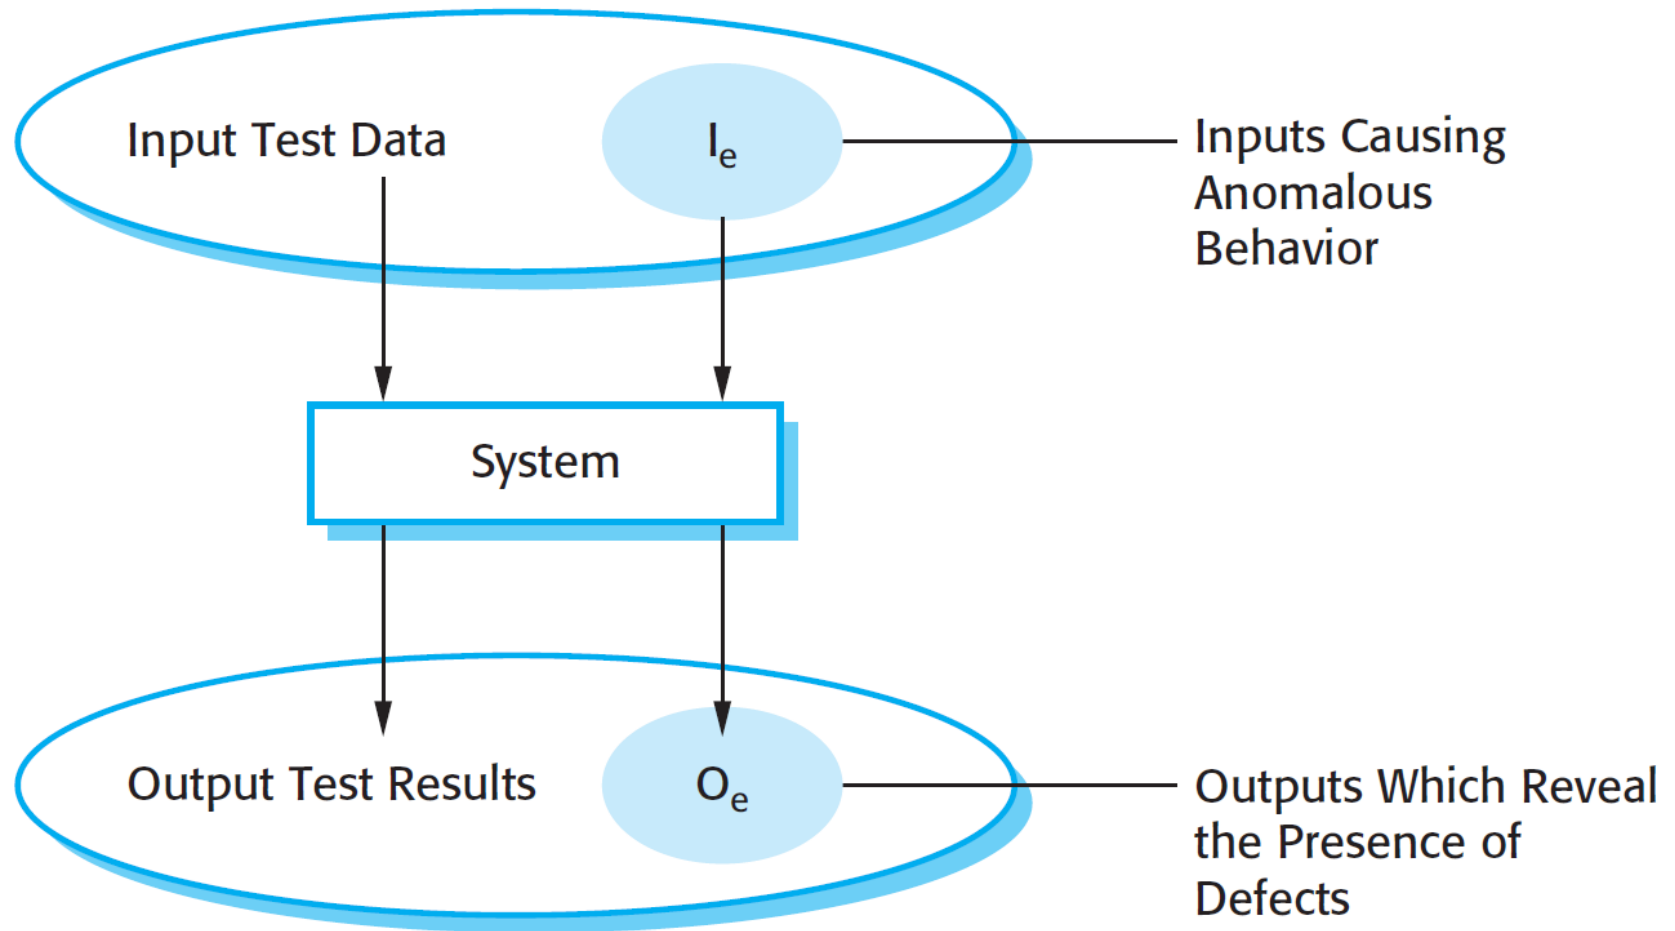 Input Test Data
Iₑ
Inputs Causing
Anomalous
Behavior
System
Output Test Results
Oₑ
Outputs Which Reveal
the Presence of
Defects